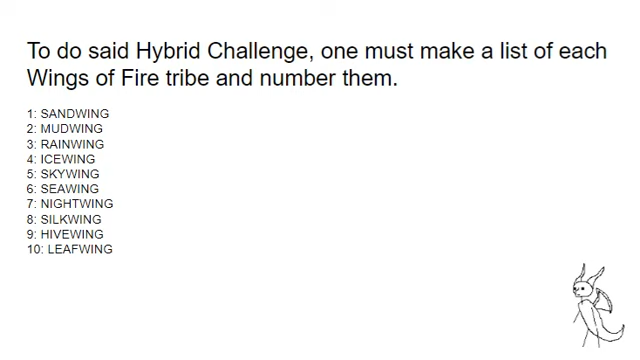 To do said Hybrid Challenge, one must make a list of each
Wings of Fire tribe and number them.
1: SANDWING
2: MUDWING
3: RAINWING
4: ICEWING
5: SKYWING
6: SEAWING
7: NIGHTWING
8: SILKWING
9: HIVEWING
10: LEAFWING